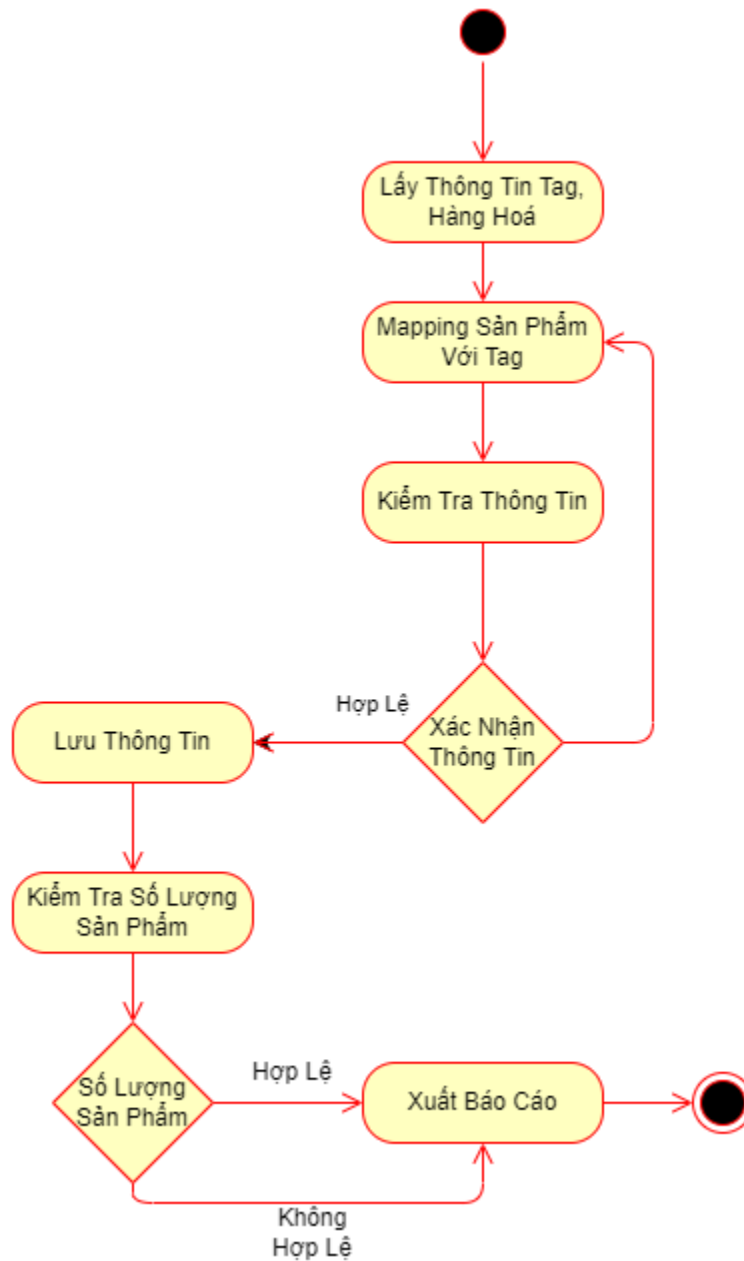 Lấy Thông Tin Tag,
Hàng Hoá
Mapping Sản Phẩm
Với Tag
Kiểm Tra Thông Tin
Xác Nhận
Thông Tin
Hợp Lệ
Lưu Thông Tin
Kiểm Tra Số Lượng
Sản Phẩm
Số Lượng
Sản Phẩm
Hợp Lệ
Xuất Báo Cáo
Không
Hợp Lệ